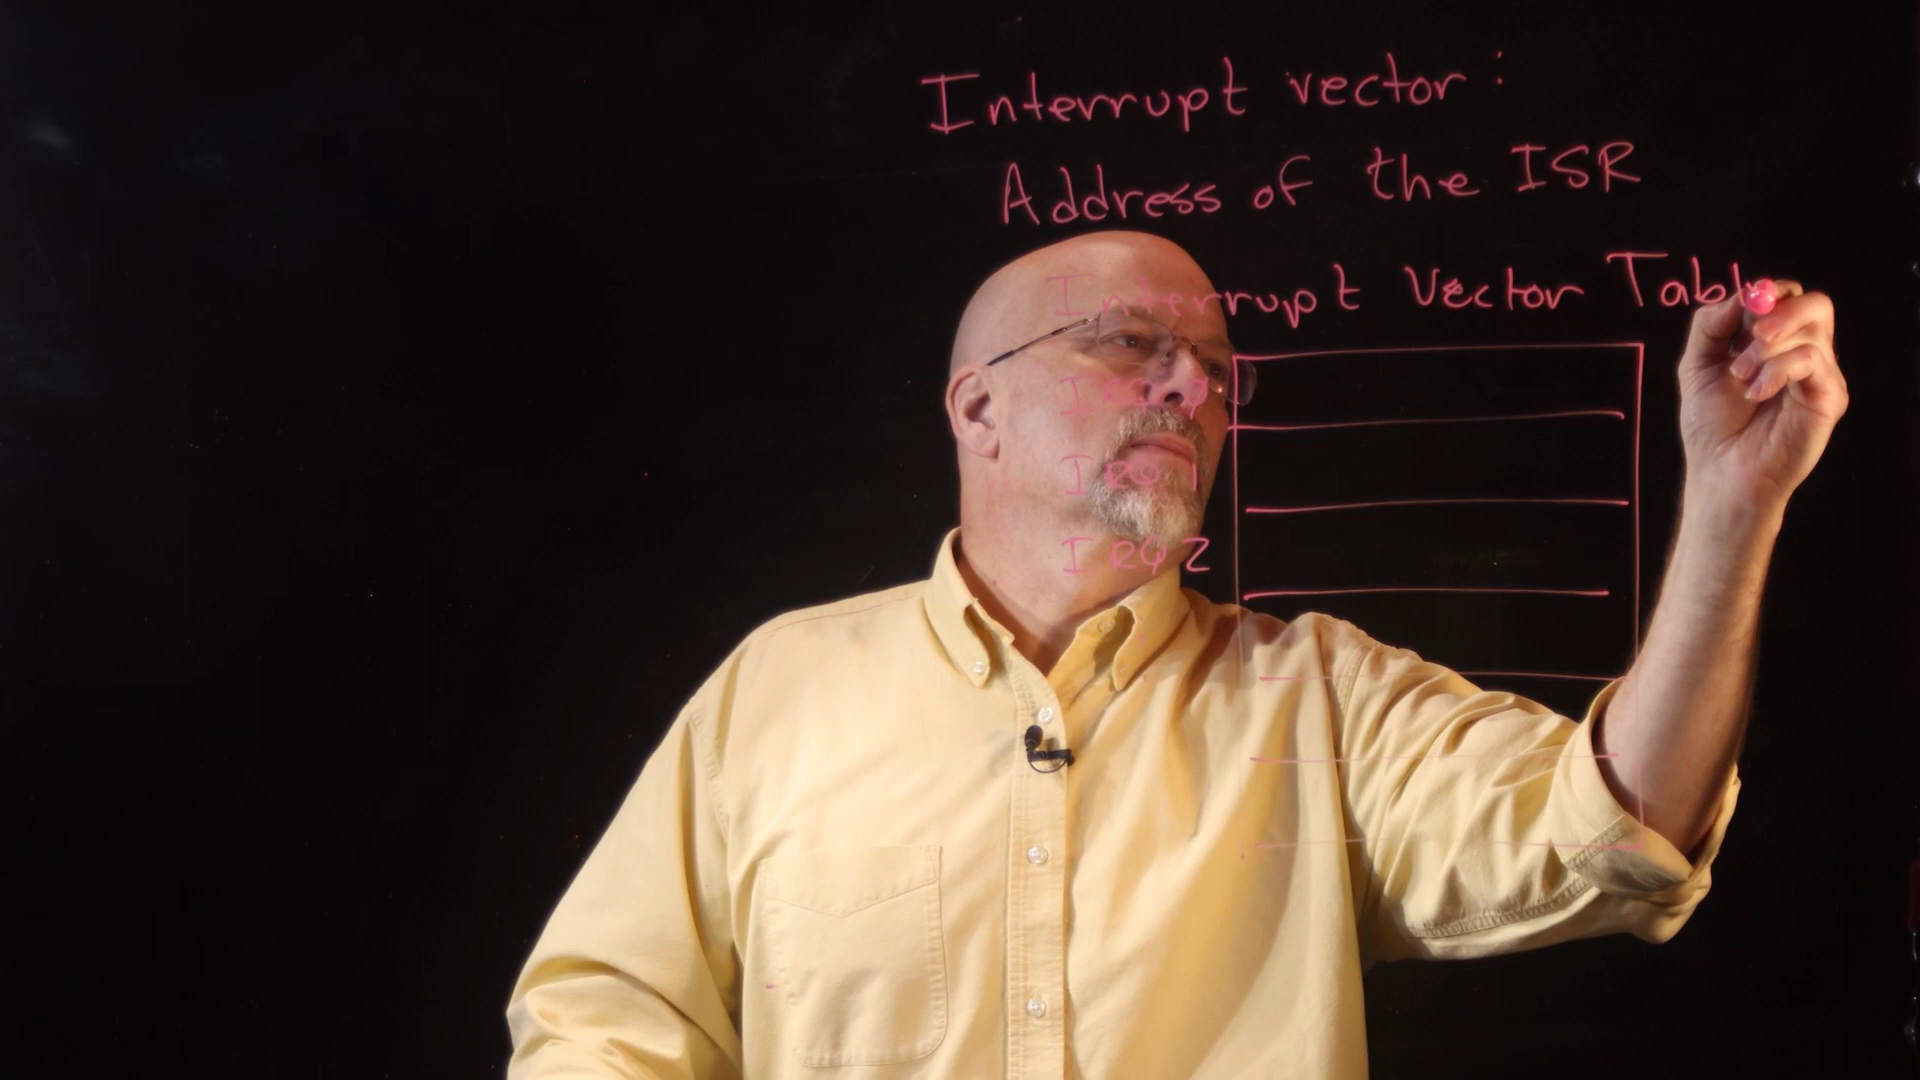 Interrupt vector:
Address of the ISR
Interrupt Vector Tabl
IRQ 0
IRQ 1
IRQ 2